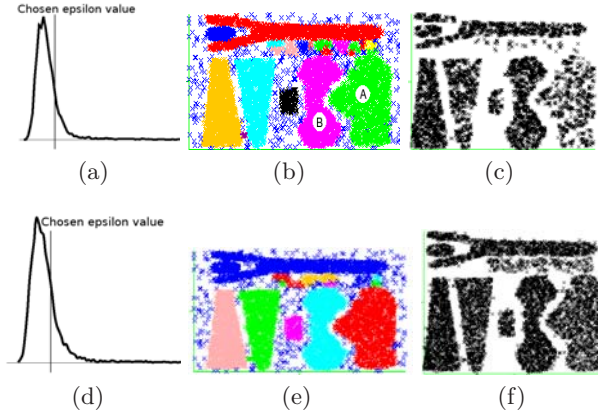 Chosen epsilon value
A
B
(a)
(b)
(c)
Chosen epsilon value
(d)
(e)
(f)